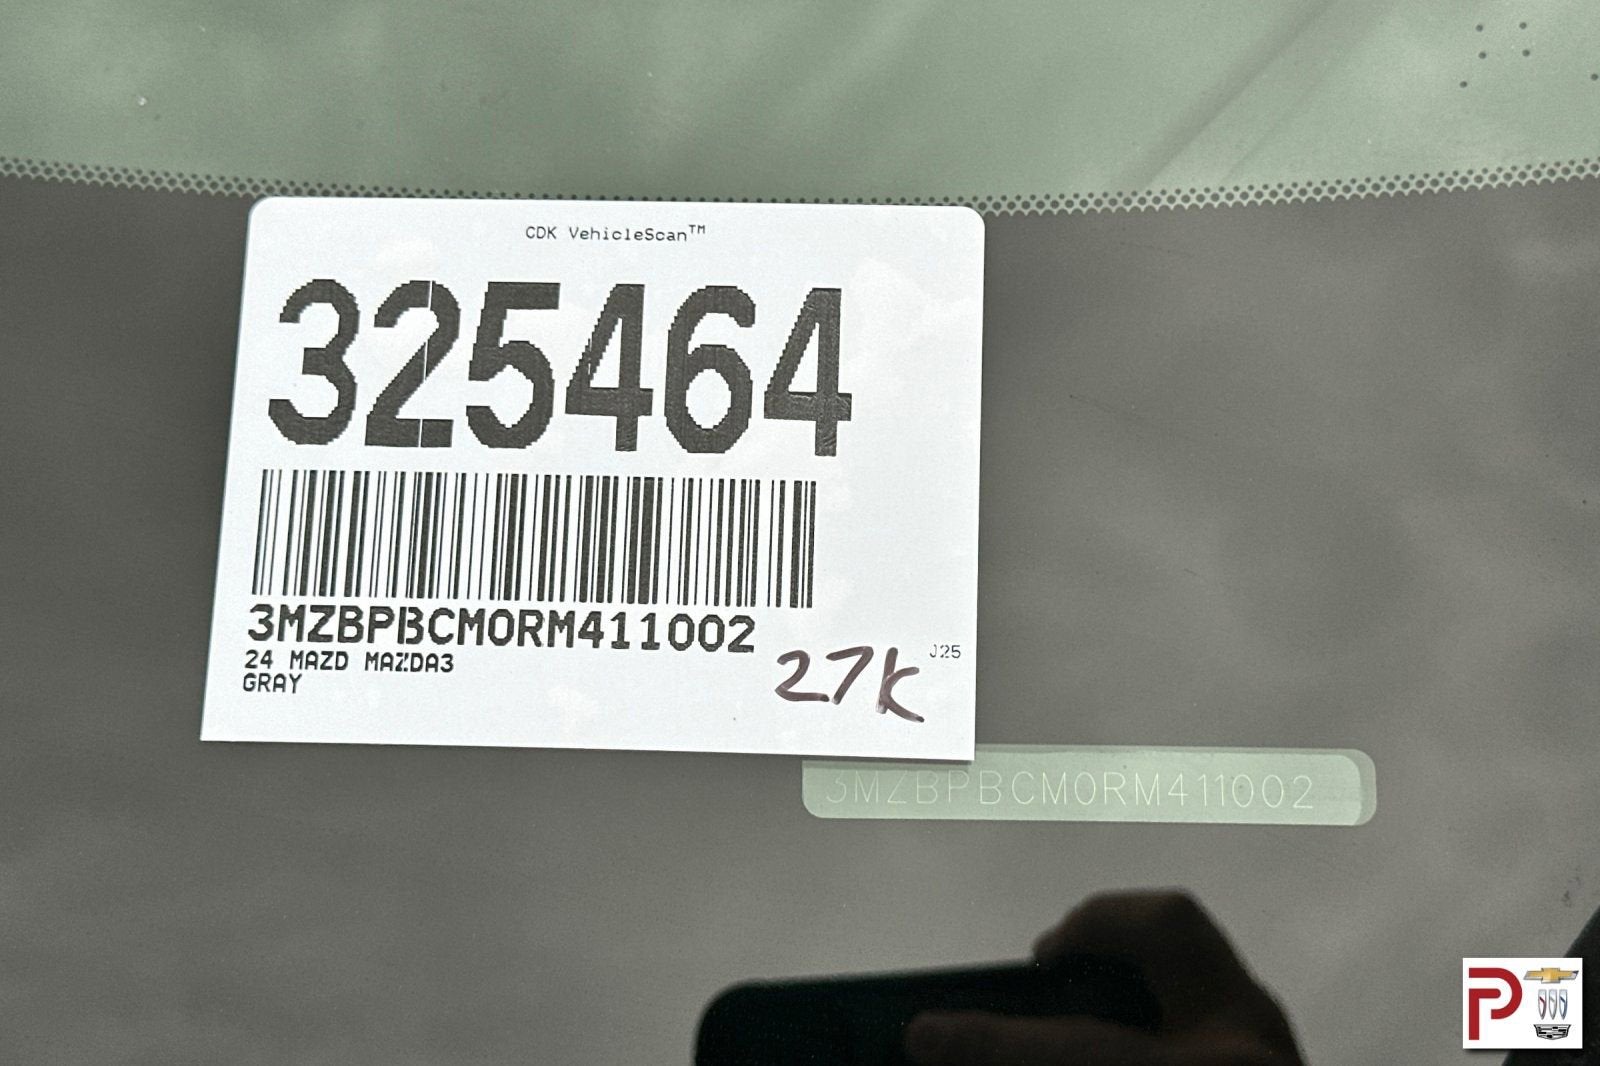 CDK VehicleScan™
325464
3MZBPBCM0RM411002
24 MAZD MAZDA3
GRAY
27K
J25
3MZBPBCM0RM411002
P